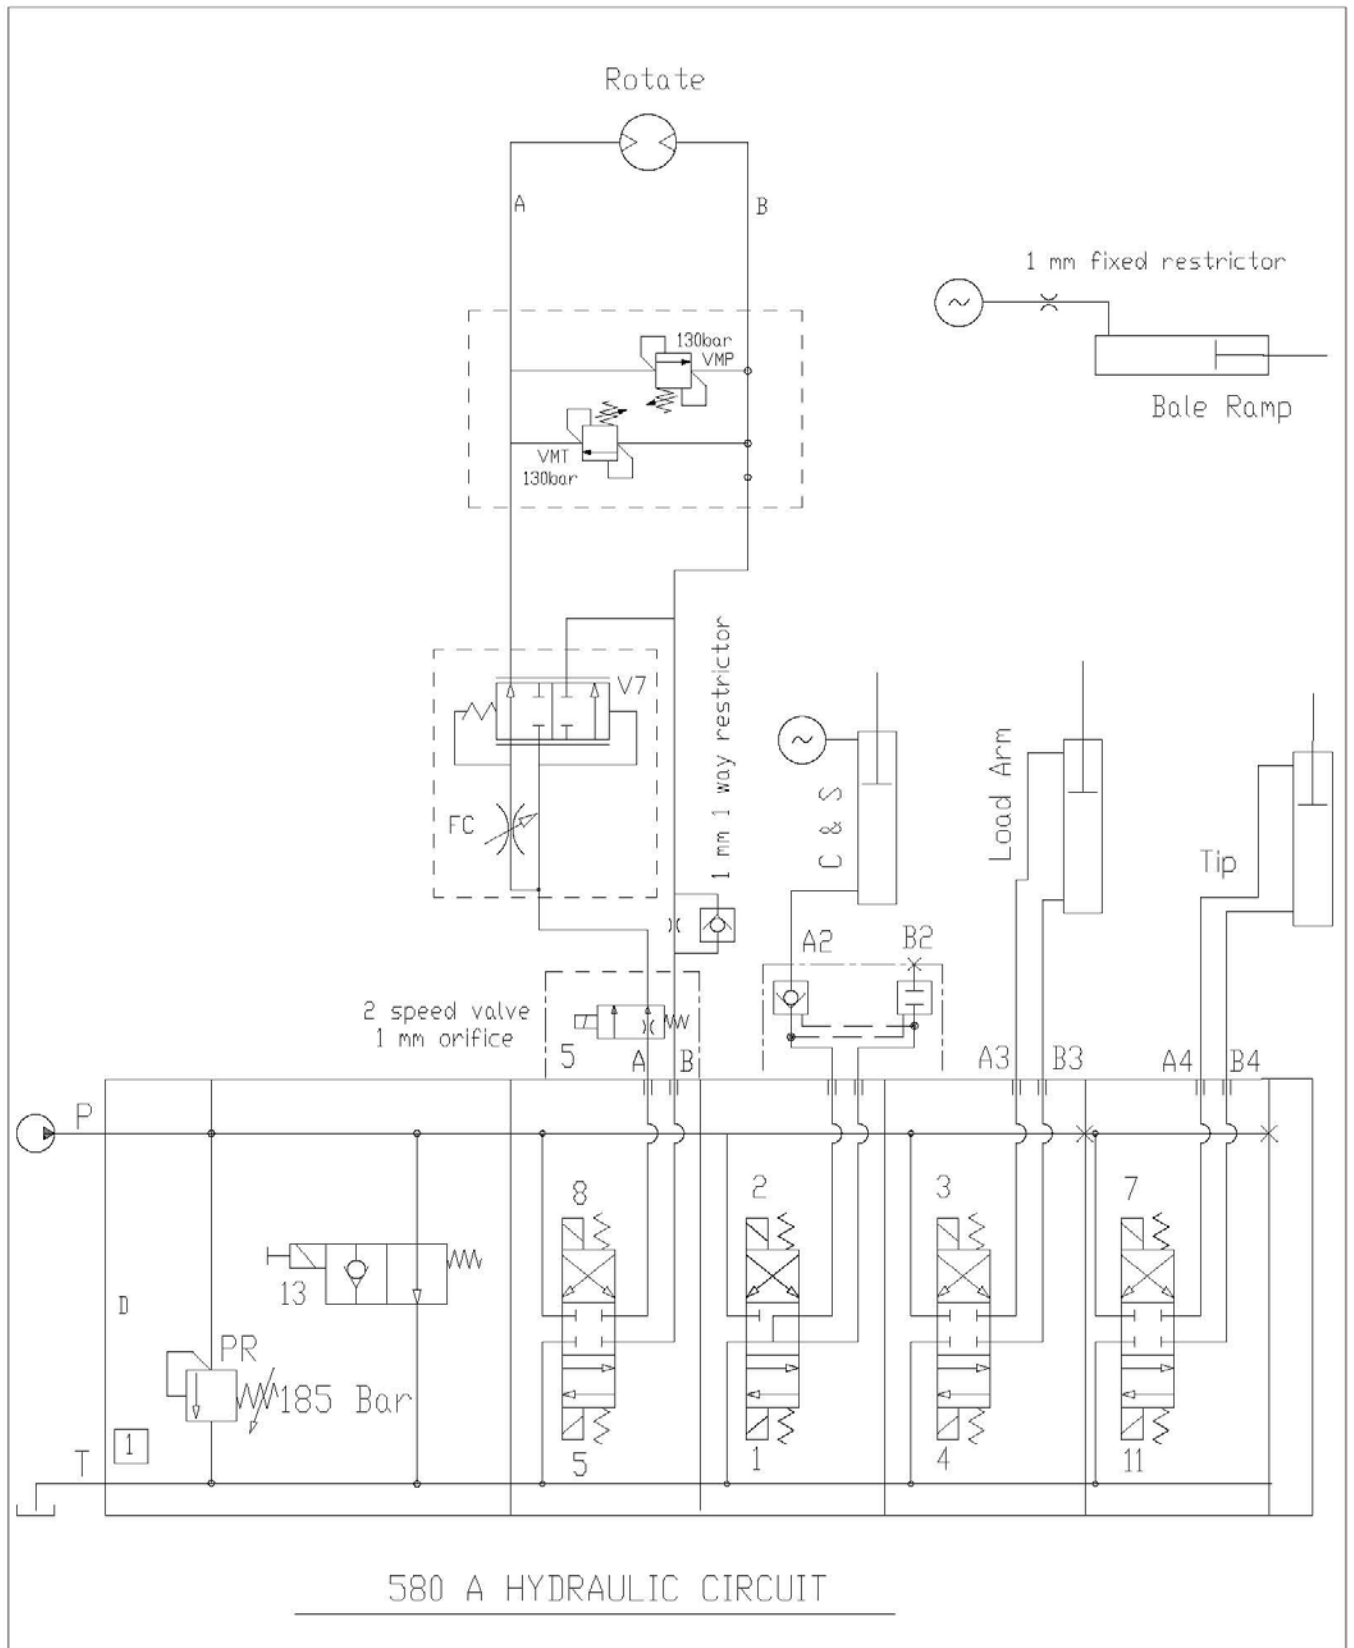 Rotate
A
B
1 mm fixed restrictor
130bar
VMP
Bale Ramp
VMT
130bar
1 mm 1 way restrictor
V7
FC
C & S
Load Arm
Tip
A2
B2
2 speed valve
1 mm orifice
5
A
B
A3
B3
A4
B4
P
8
2
3
7
13
D
PR
185 Bar
1
T
5
1
4
11
580 A HYDRAULIC CIRCUIT